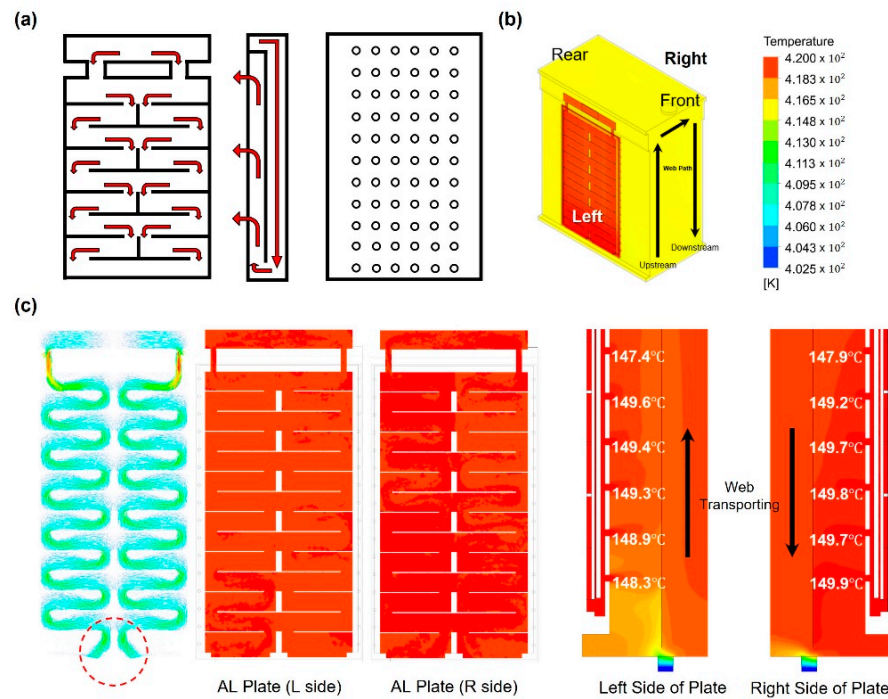 (a)
(b)
Rear
Right
Front
Web Path
Left
Upstream
Downstream
Temperature
4.200 x 10²
4.183 x 10²
4.165 x 10²
4.148 x 10²
4.130 x 10²
4.113 x 10²
4.095 x 10²
4.078 x 10²
4.060 x 10²
4.043 x 10²
4.025 x 10²
[K]
(c)
147.4℃
149.6℃
149.4℃
149.3℃
148.9℃
148.3℃
Web
Transporting
147.9℃
149.2℃
149.7℃
149.8℃
149.7℃
149.9℃
AL Plate (L side)
AL Plate (R side)
Left Side of Plate
Right Side of Plate